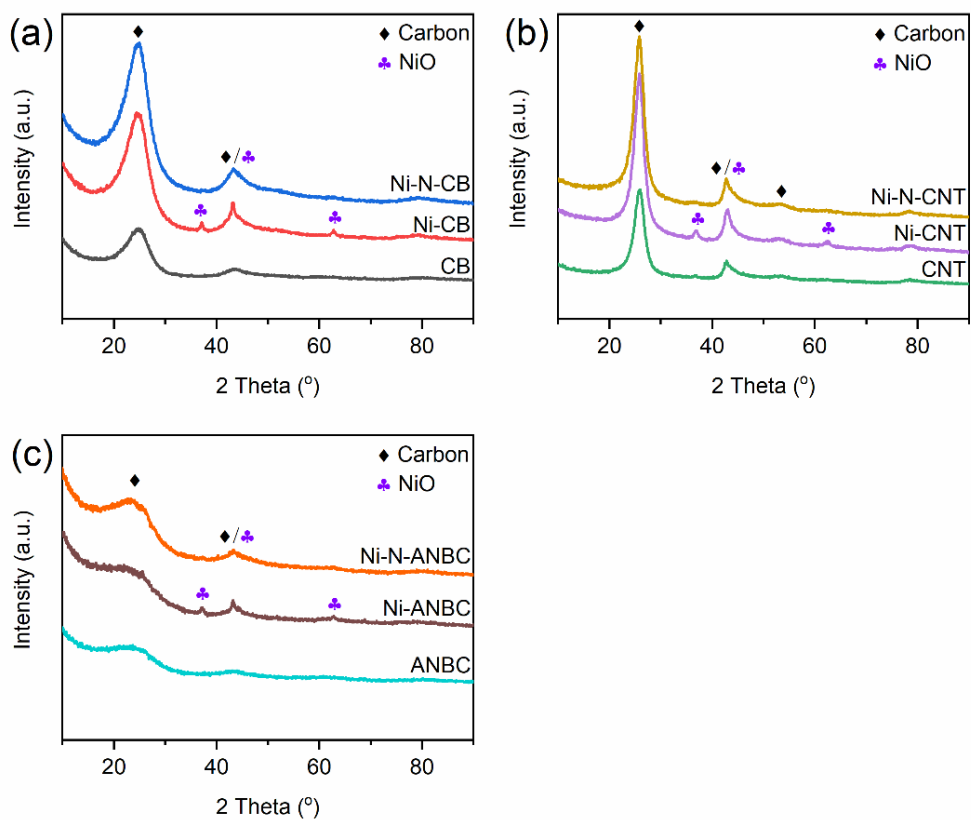 (a)
♦ Carbon
♣ NiO
♦
♦/♣
♣
♣
Ni-N-CB
Ni-CB
CB
Intensity (a.u.)
20 40 60 80
2 Theta (°)
(b)
♦ Carbon
♣ NiO
♦
♦/♣
♦
♣
♣
Ni-N-CNT
Ni-CNT
CNT
Intensity (a.u.)
20 40 60 80
2 Theta (°)
(c)
♦ Carbon
♣ NiO
♦
♦/♣
♣
♣
Ni-N-ANBC
Ni-ANBC
ANBC
Intensity (a.u.)
20 40 60 80
2 Theta (°)